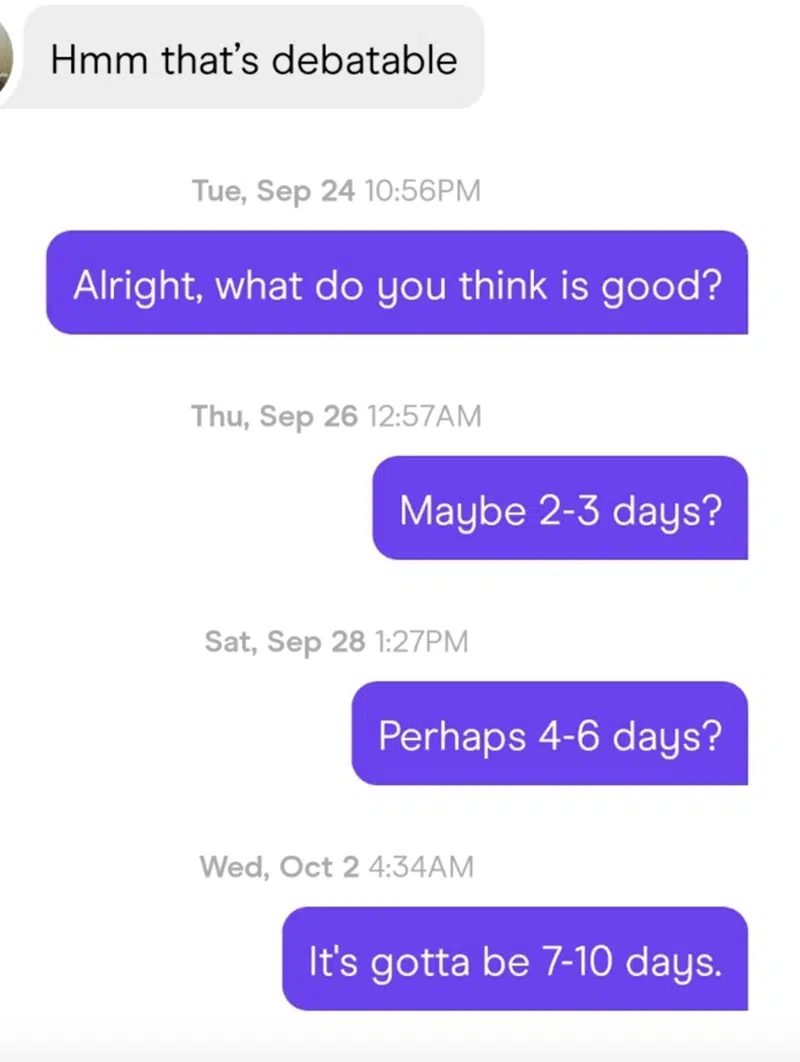 Hmm that’s debatable
Tue, Sep 24 10:56PM
Alright, what do you think is good?
Thu, Sep 26 12:57AM
Maybe 2-3 days?
Sat, Sep 28 1:27PM
Perhaps 4-6 days?
Wed, Oct 2 4:34AM
It's gotta be 7-10 days.